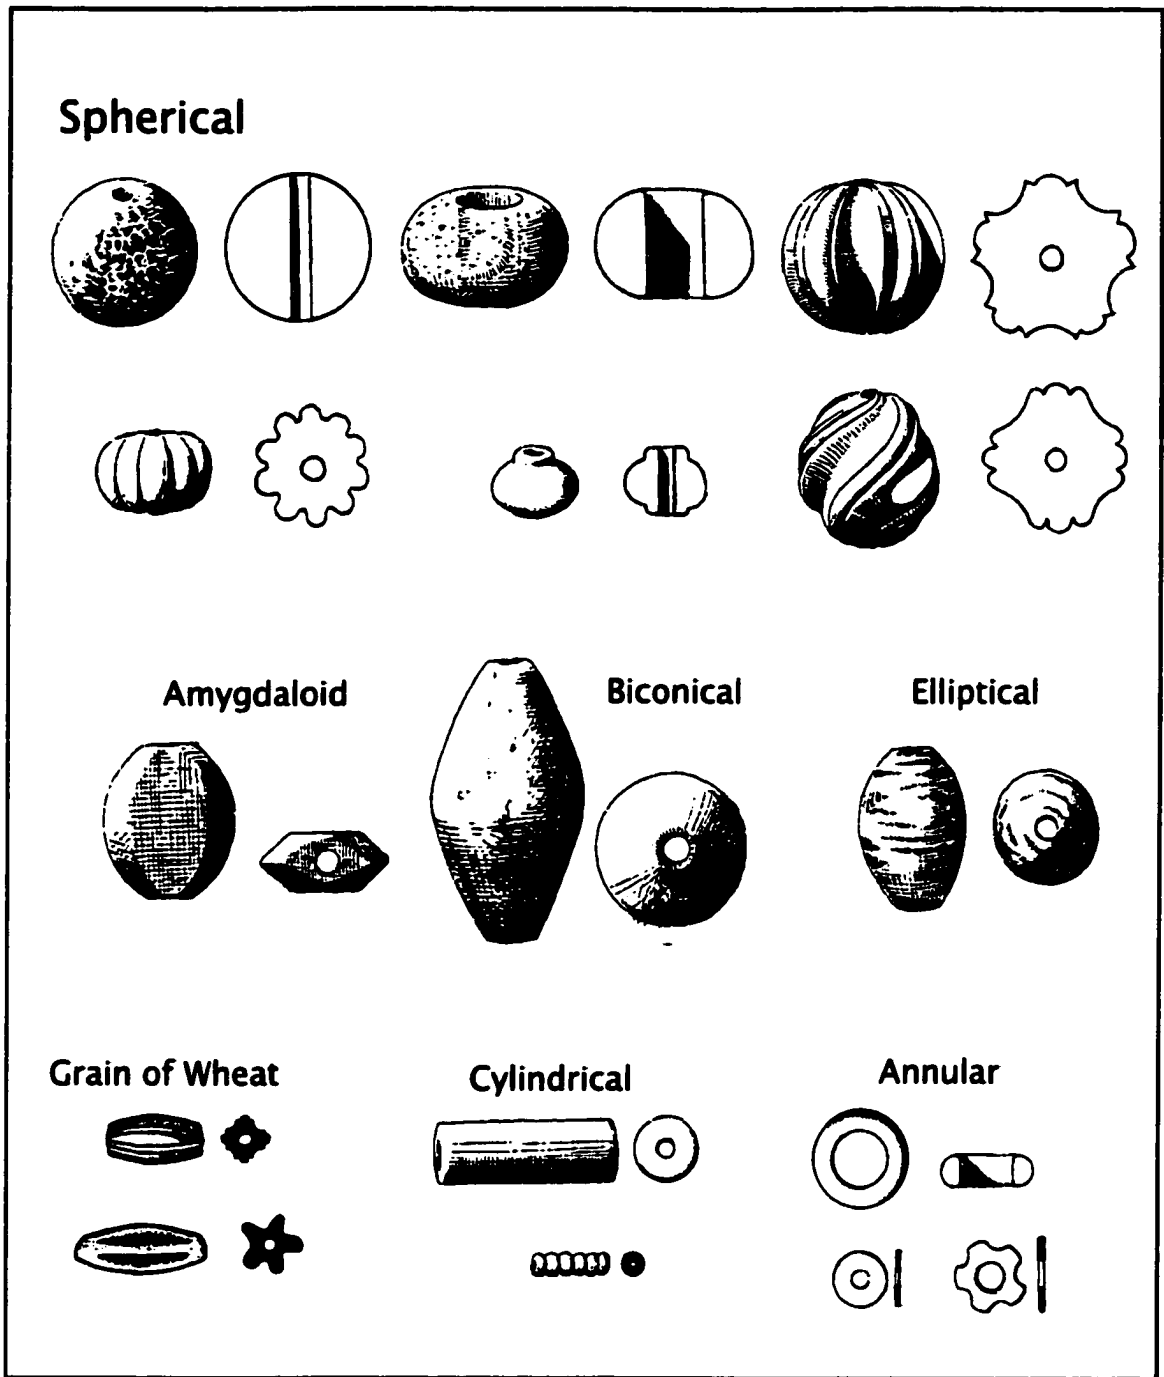 Spherical
Amygdaloid
Biconical
Elliptical
Grain of Wheat
Cylindrical
Annular